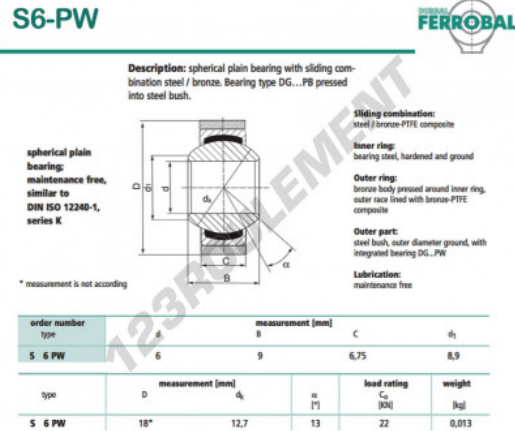 S6-PW
DURBAL
FERROBAL
Description: spherical plain bearing with sliding com-
bination steel / bronze. Bearing type DG...PB pressed
into steel bush.
spherical plain
bearing;
maintenance free,
similar to
DIN ISO 12240-1,
series K
* measurement is not according
D
d1
d
dk
C
B
α
Sliding combination:
steel / bronze-PTFE composite
Inner ring:
bearing steel, hardened and ground
Outer ring:
bronze body pressed around inner ring,
outer race lined with bronze-PTFE
composite
Outer part:
steel bush, outer diameter ground, with
integrated bearing DG...PW
Lubrication:
maintenance free
123ROULEMENT
order number measurement [mm]
type d B C d1
S 6 PW 6 9 6,75 8,9
measurement [mm] load rating weight
type D dk α C0
[°] [KN] [kg]
S 6 PW 18* 12,7 13 22 0,013